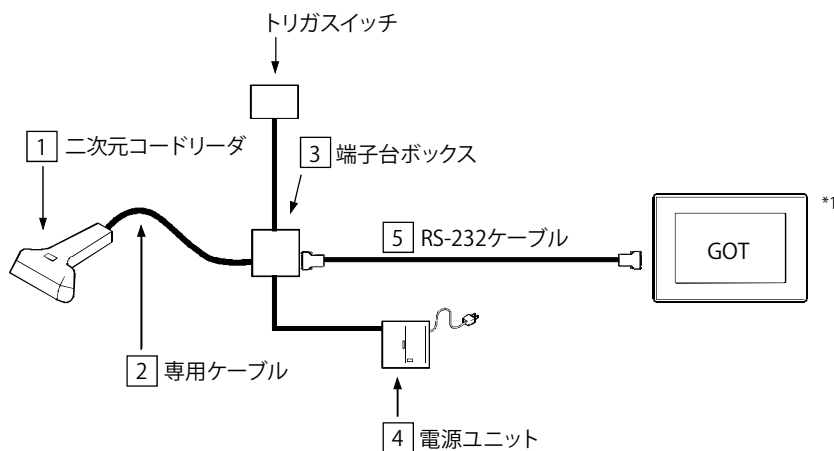 トリガスイッチ
1 二次元コードリーダ
3 端子台ボックス
*1
5 RS-232ケーブル
GOT
2 専用ケーブル
4 電源ユニット